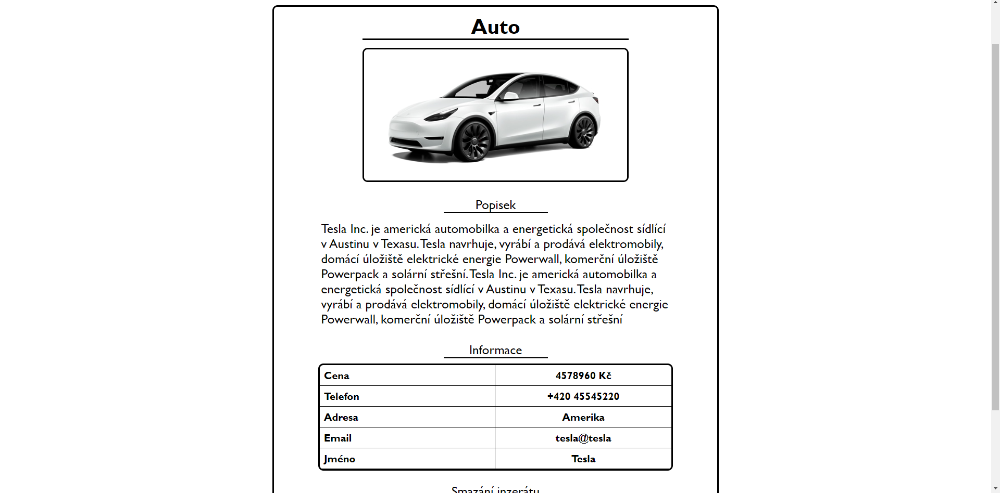 Auto
Popisek
Tesla Inc. je americká automobilka a energetická společnost sídlící
v Austinu v Texasu. Tesla navrhuje, vyrábí a prodává elektromobily,
domácí úložiště elektrické energie Powerwall, komerční úložiště
Powerpack a solární střešní. Tesla Inc. je americká automobilka a
energetická společnost sídlící v Austinu v Texasu. Tesla navrhuje,
vyrábí a prodává elektromobily, domácí úložiště elektrické energie
Powerwall, komerční úložiště Powerpack a solární střešní
Informace
Cena 4578960 Kč
Telefon +420 45545220
Adresa Amerika
Email tesla@tesla
Jméno Tesla
Smazání inzerátu